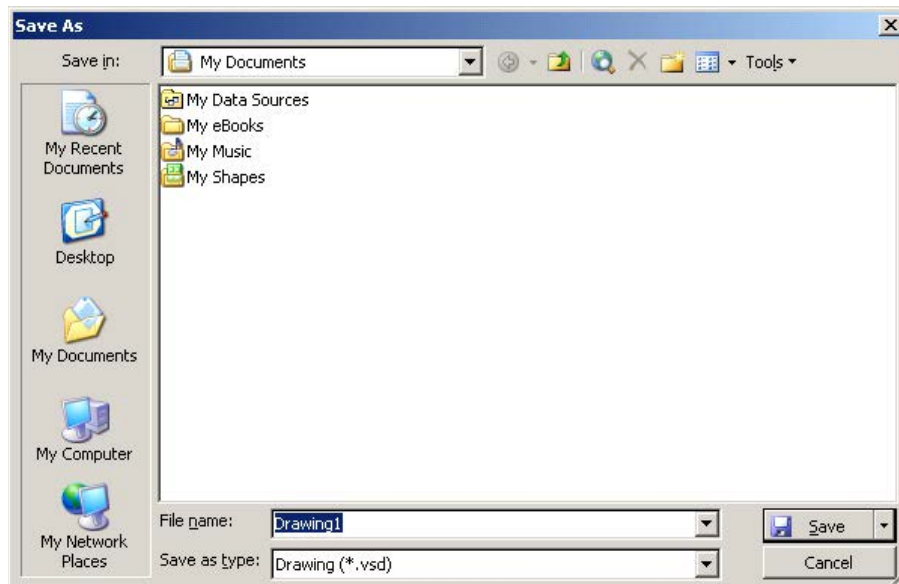 Save As
Save in:
My Documents
Tools
My Recent
Documents
Desktop
My Documents
My Computer
My Network
Places
My Data Sources
My eBooks
My Music
My Shapes
File name:
Drawing1
Save
Save as type:
Drawing (*.vsd)
Cancel